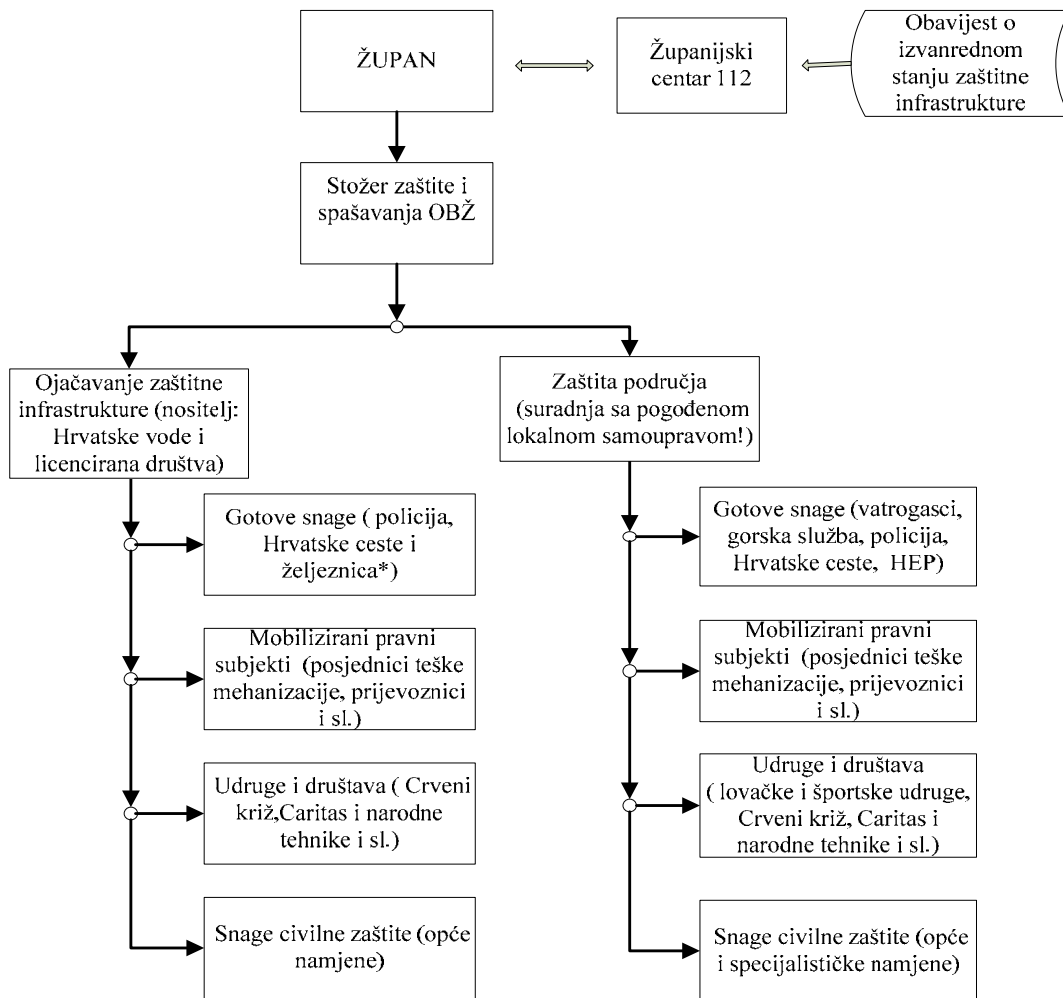 ŽUPAN
Županijski
centar 112
Obavijest o
izvanrednom
stanju zaštitne
infrastrukture
Stožer zaštite i
spašavanja OBŽ
Ojačavanje zaštitne
infrastrukture (nositelj:
Hrvatske vode i
licencirana društva)
Gotove snage ( policija,
Hrvatske ceste i
željeznica*)
Mobilizirani pravni
subjekti (posjednici teške
mehanizacije, prijevoznici
i sl.)
Udruge i društava ( Crveni
križ,Caritas i narodne
tehnike i sl.)
Snage civilne zaštite (opće
namjene)
Zaštita područja
(suradnja sa pogođenom
lokalnom samoupravom!)
Gotove snage (vatrogasci,
gorska služba, policija,
Hrvatske ceste, HEP)
Mobilizirani pravni
subjekti (posjednici teške
mehanizacije, prijevoznici
i sl.)
Udruge i društava
( lovačke i športske udruge,
Crveni križ, Caritas i
narodne tehnike i sl.)
Snage civilne zaštite (opće
i specijalističke namjene)